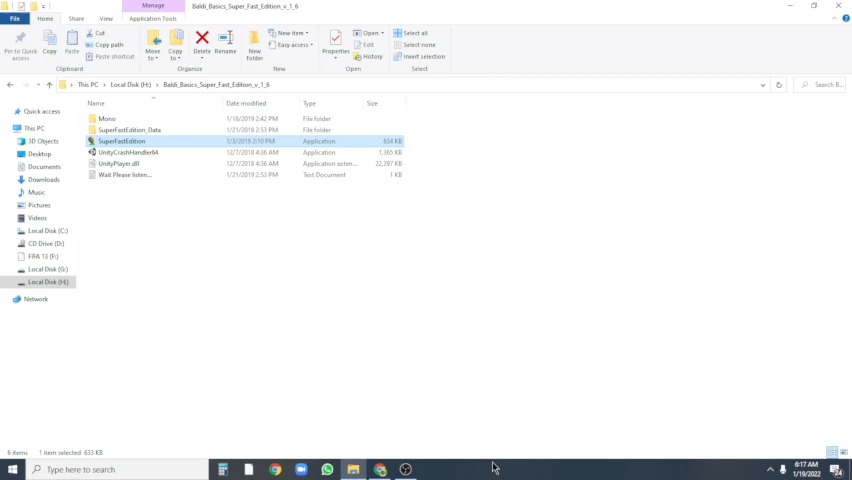 Manage
Baldi_Basics_Super_Fast_Edition_v_1_6
File
Home
Share
View
Application Tools
Pin to Quick access
Copy
Paste
Cut
Copy path
Paste shortcut
Clipboard
Move to
Copy to
Delete
Rename
Organize
New folder
New item
Easy access
New
Properties
Open
Edit
History
Open
Select all
Select none
Invert selection
Select
This PC
Local Disk (H:)
Baldi_Basics_Super_Fast_Edition_v_1_6
Search B...
Name
Date modified
Type
Size
Mono 1/18/2019 2:42 PM File folder
SuperFastEdition_Data 1/21/2019 2:53 PM File folder
SuperFastEdition 1/3/2019 2:10 PM Application 634 KB
UnityCrashHandler64 12/7/2018 4:36 AM Application 1,365 KB
UnityPlayer.dll 12/7/2018 4:36 AM Application exten... 22,297 KB
Wait Please listen... 1/21/2019 2:53 PM Text Document 1 KB
Quick access
This PC
3D Objects
Desktop
Documents
Downloads
Music
Pictures
Videos
Local Disk (C:)
CD Drive (D:)
FIFA 13 (F:)
Local Disk (G:)
Local Disk (H:)
Network
6 items
1 item selected 633 KB
Type here to search
6:17 AM
1/19/2022
24